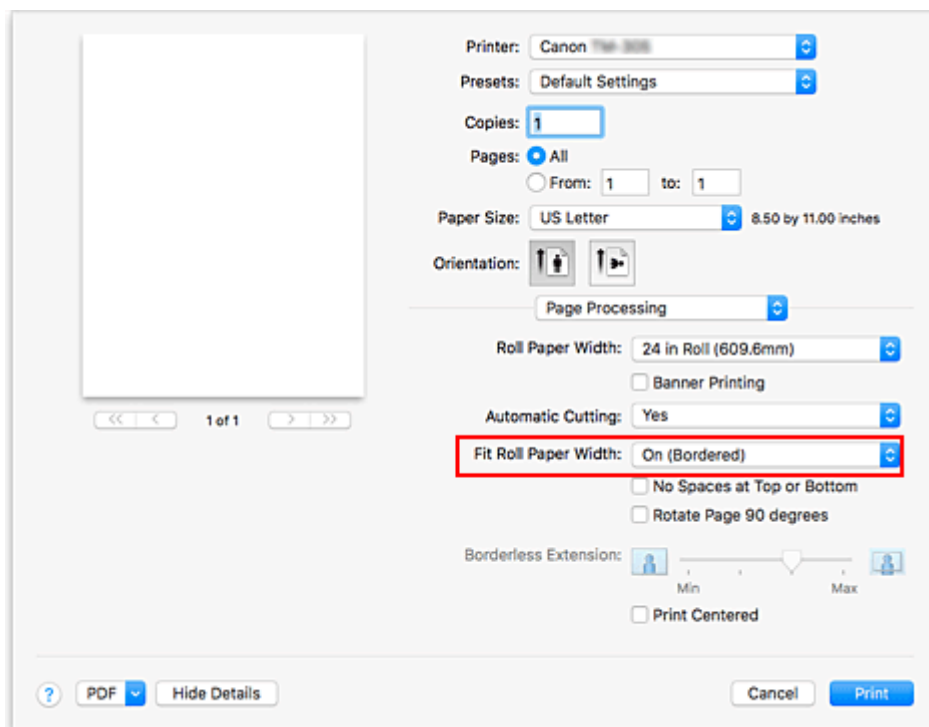 Printer: Canon
Presets: Default Settings
Copies: 1
Pages: All
From: 1 to: 1
Paper Size: US Letter 8.50 by 11.00 inches
Orientation:
Page Processing
Roll Paper Width: 24 in Roll (609.6mm)
Banner Printing
1 of 1
Automatic Cutting: Yes
Fit Roll Paper Width: On (Bordered)
No Spaces at Top or Bottom
Rotate Page 90 degrees
Borderless Extension:
Min Max
Print Centered
? PDF Hide Details Cancel Print